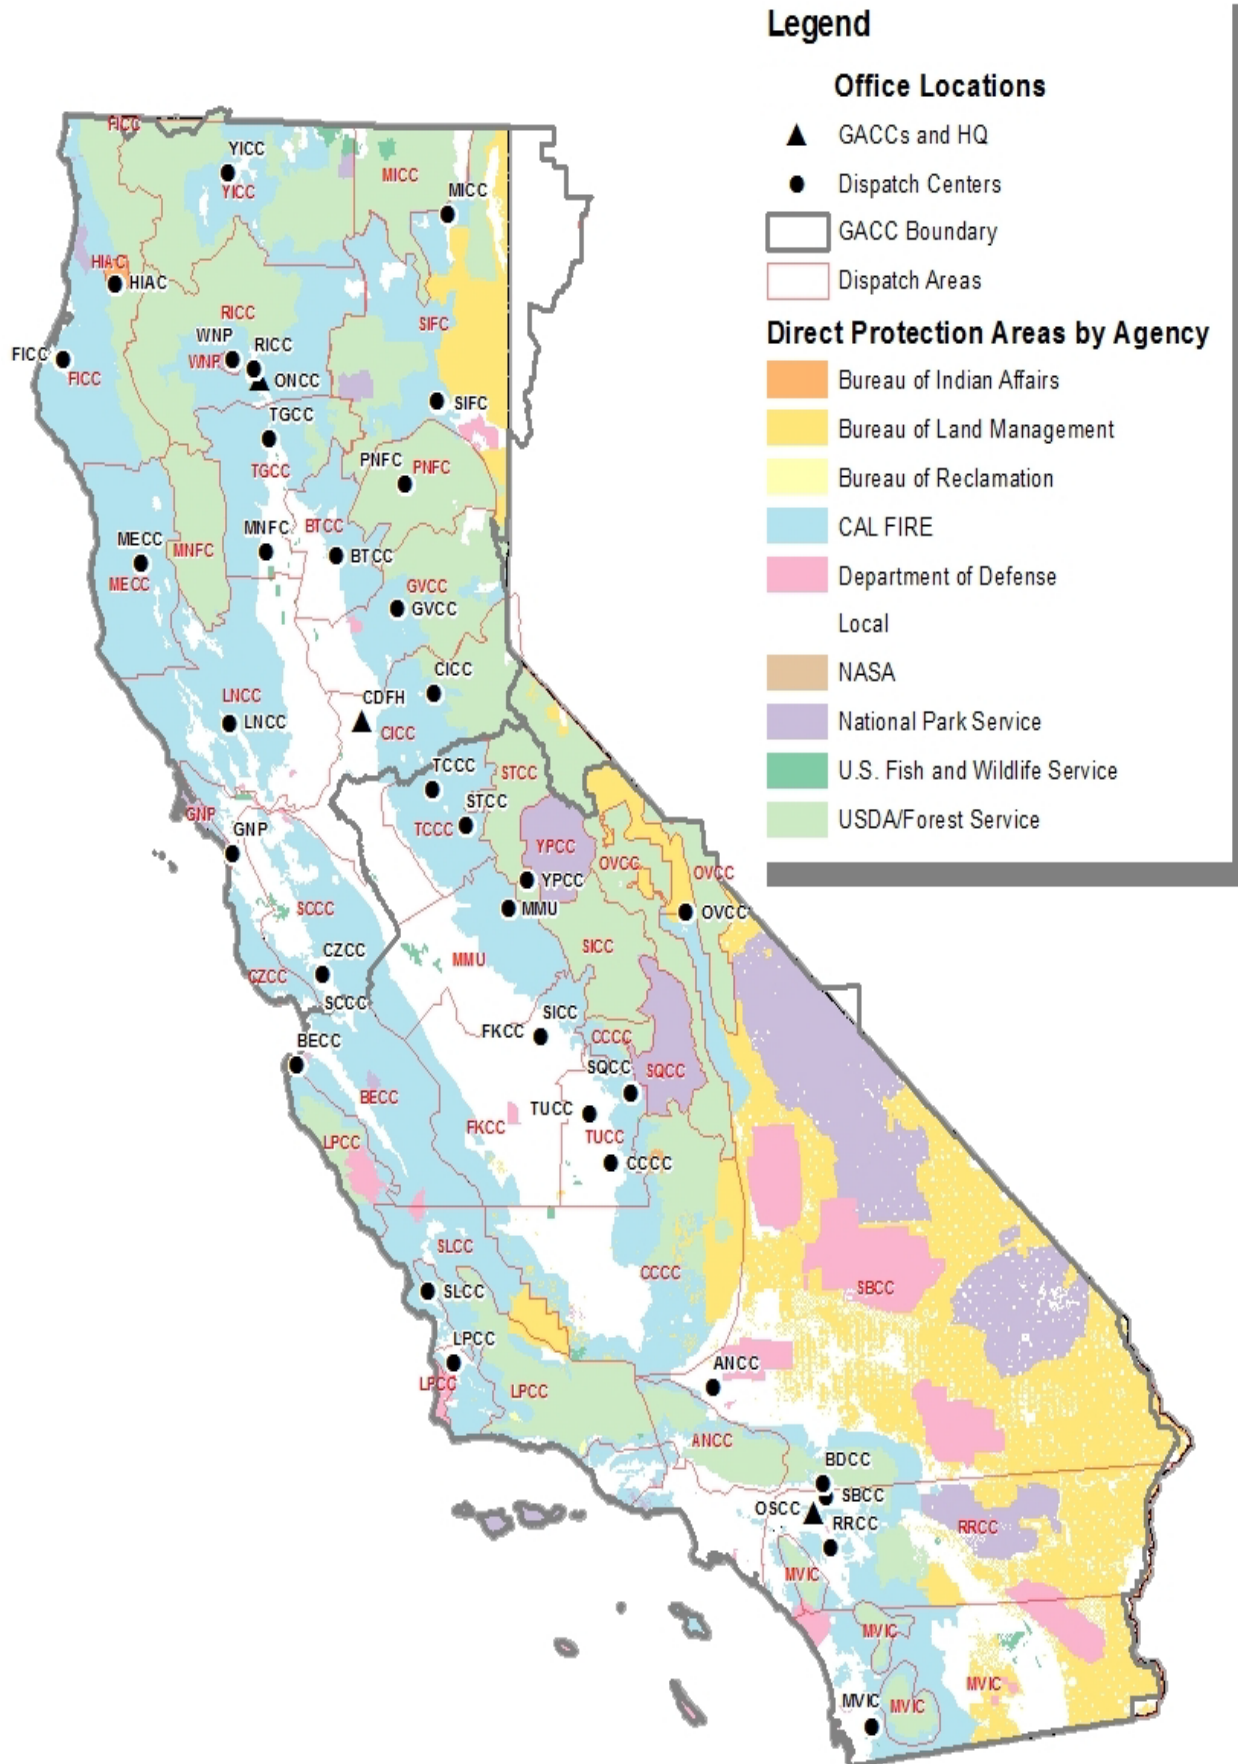 Legend
Office Locations
GACCs and HQ
Dispatch Centers
GACC Boundary
Dispatch Areas
Direct Protection Areas by Agency
Bureau of Indian Affairs
Bureau of Land Management
Bureau of Reclamation
CAL FIRE
Department of Defense
Local
NASA
National Park Service
U.S. Fish and Wildlife Service
USDA/Forest Service
FICC
YICC
YICC
MICC
MICC
HIAC
HIAC
RICC
SIFC
WNP
RICC
WNP
FICC
FICC
ONCC
SIFC
TGCC
TGCC
PNFC
PNFC
MNFC
BTCC
BTCC
MECC
MECC
MNFC
GVCC
GVCC
CICC
LNCC
LNCC
CDFH
CICC
TCCC
STCC
STCC
TCCC
GNP
GNP
YPCC
YPCC
OVCC
OVCC
OVCC
MMU
MMU
SCCC
SICC
CZCC
CZCC
SCCC
SICC
FKCC
CCCC
BECC
SQCC
SQCC
BECC
TUCC
TUCC
FKCC
LPCC
CCCC
SLCC
CCCC
SBCC
SLCC
LPCC
LPCC
LPCC
ANCC
ANCC
BDCC
SBCC
OSCC
RRCC
RRCC
MVIC
MVIC
MVIC
MVIC
MVIC